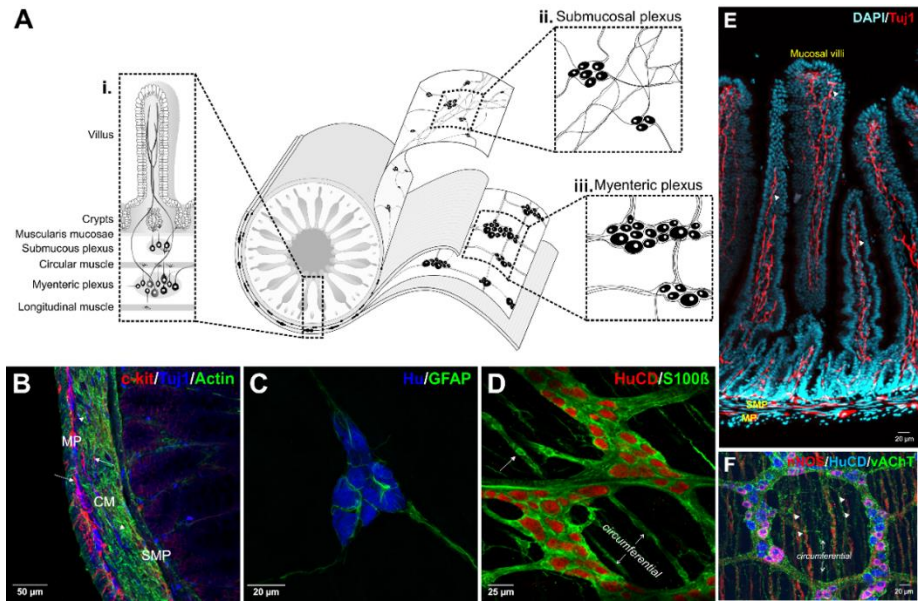 A
i.
Villus
Crypts
Muscularis mucosae
Submucous plexus
Circular muscle
Myenteric plexus
Longitudinal muscle
ii. Submucosal plexus
iii. Myenteric plexus
B
c-kit/Tuj1/Actin
MP
CM
SMP
50 µm
C
Hu/GFAP
20 µm
D
HuCD/S100ß
circumferential
25 µm
E
DAPI/Tuj1
Mucosal villi
SMP
MP
20 µm
F
nNOS/HuCD/vAChT
circumferential
20 µm